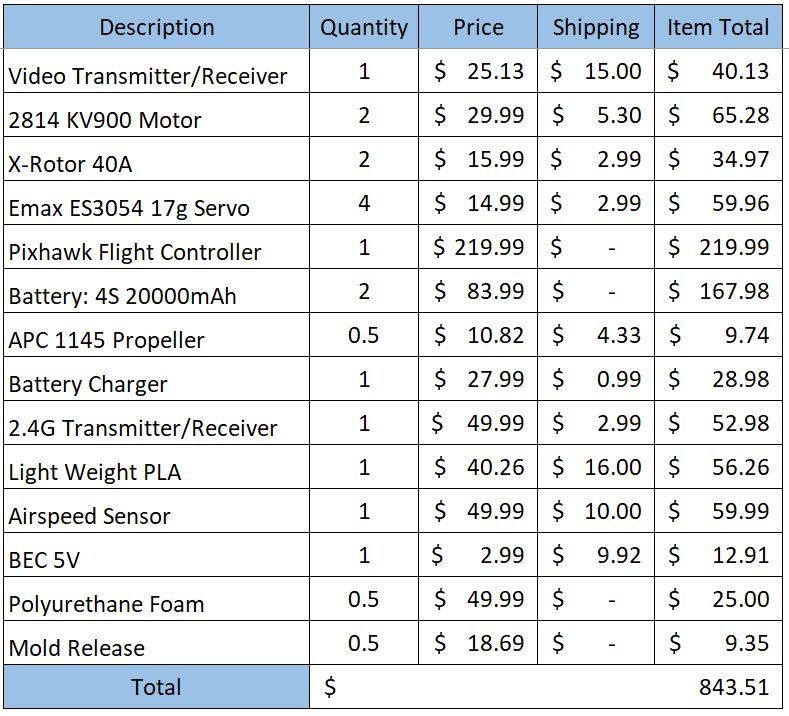 Description Quantity Price Shipping Item Total
Video Transmitter/Receiver 1 $ 25.13 $ 15.00 $ 40.13
2814 KV900 Motor 2 $ 29.99 $ 5.30 $ 65.28
X-Rotor 40A 2 $ 15.99 $ 2.99 $ 34.97
Emax ES3054 17g Servo 4 $ 14.99 $ 2.99 $ 59.96
Pixhawk Flight Controller 1 $ 219.99 $ - $ 219.99
Battery: 4S 20000mAh 2 $ 83.99 $ - $ 167.98
APC 1145 Propeller 0.5 $ 10.82 $ 4.33 $ 9.74
Battery Charger 1 $ 27.99 $ 0.99 $ 28.98
2.4G Transmitter/Receiver 1 $ 49.99 $ 2.99 $ 52.98
Light Weight PLA 1 $ 40.26 $ 16.00 $ 56.26
Airspeed Sensor 1 $ 49.99 $ 10.00 $ 59.99
BEC 5V 1 $ 2.99 $ 9.92 $ 12.91
Polyurethane Foam 0.5 $ 49.99 $ - $ 25.00
Mold Release 0.5 $ 18.69 $ - $ 9.35
Total $ 843.51